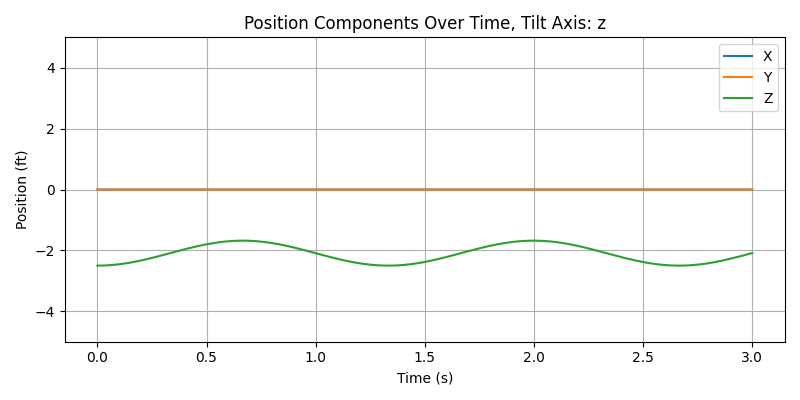 Position Components Over Time, Tilt Axis: z
X
Y
Z
Position (ft)
4
2
0
−2
−4
0.0 0.5 1.0 1.5 2.0 2.5 3.0
Time (s)